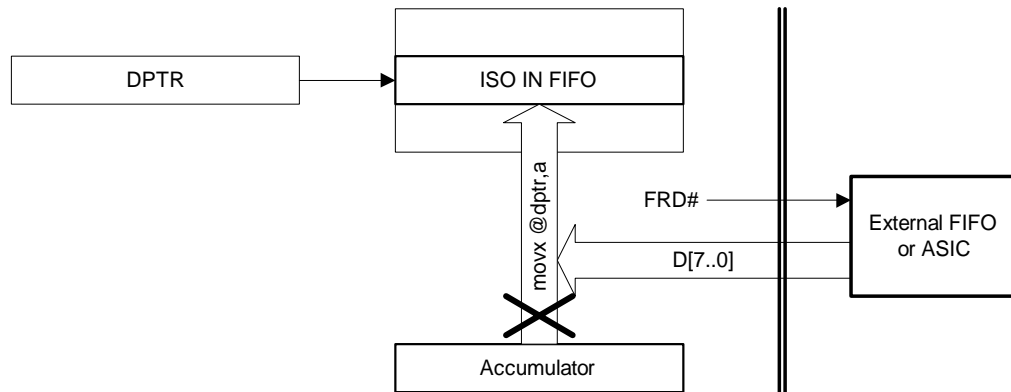 DPTR
ISO IN FIFO
movx @dptr,a
FRD#
External FIFO
or ASIC
D[7..0]
Accumulator